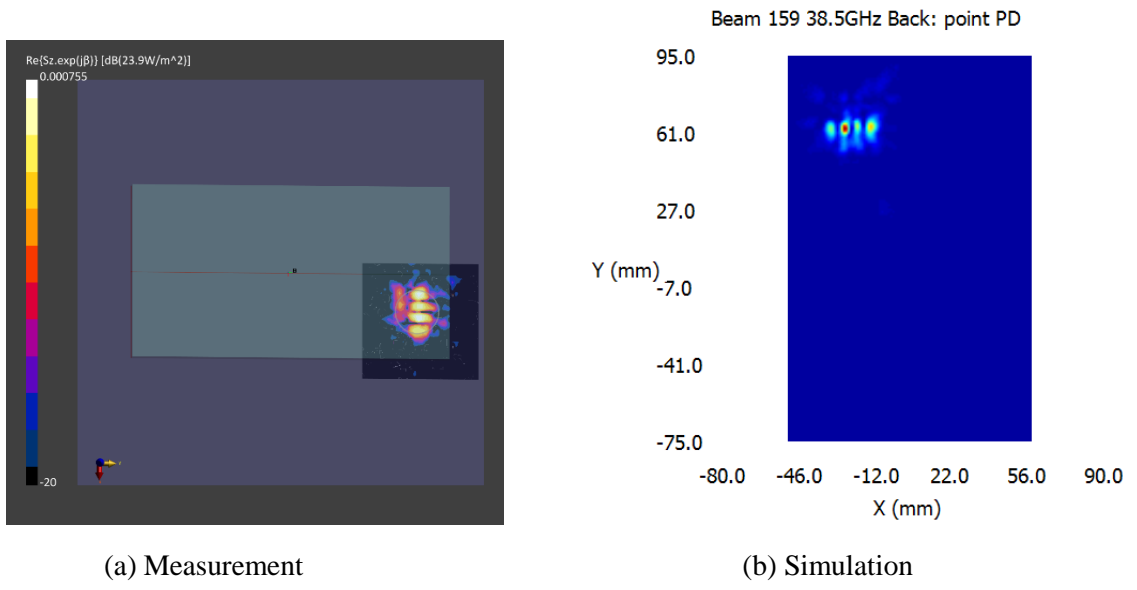 Beam 159 38.5GHz Back: point PD
Re{Sz.exp(jβ)} [dB(23.9W/m^2)]
0.000755
-20
95.0
61.0
27.0
Y (mm)
-7.0
-41.0
-75.0
-80.0 -46.0 -12.0 22.0 56.0 90.0
X (mm)
(a) Measurement
(b) Simulation